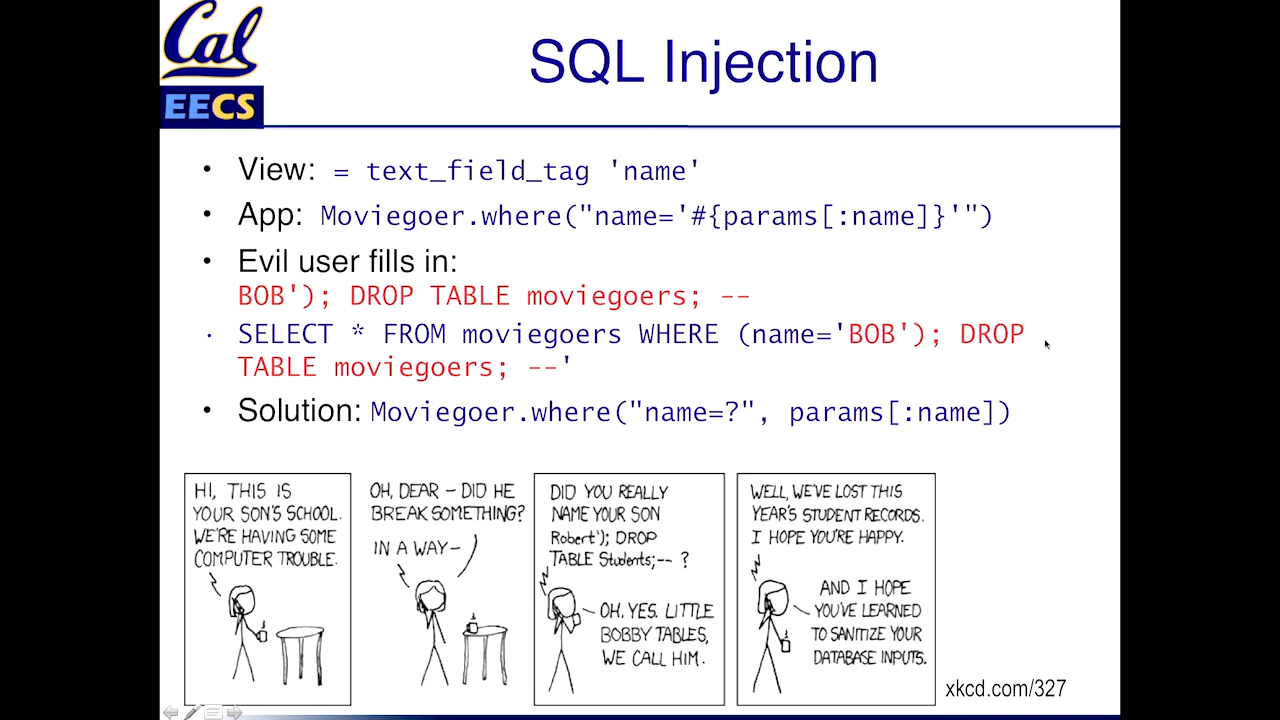 Cal
EECS
SQL Injection
• View: = text_field_tag 'name'
• App: Moviegoer.where("name='#{params[:name]}'")
• Evil user fills in:
BOB'); DROP TABLE moviegoers; --
• SELECT * FROM moviegoers WHERE (name='BOB'); DROP
TABLE moviegoers; --'
• Solution: Moviegoer.where("name=?", params[:name])
HI, THIS IS
YOUR SON'S SCHOOL.
WE'RE HAVING SOME
COMPUTER TROUBLE.
OH, DEAR – DID HE
BREAK SOMETHING?
IN A WAY–
DID YOU REALLY
NAME YOUR SON
Robert'); DROP
TABLE Students;-- ?
OH. YES. LITTLE
BOBBY TABLES,
WE CALL HIM.
WELL, WE'VE LOST THIS
YEAR'S STUDENT RECORDS.
I HOPE YOU'RE HAPPY.
AND I HOPE
YOU'VE LEARNED
TO SANITIZE YOUR
DATABASE INPUTS.
xkcd.com/327